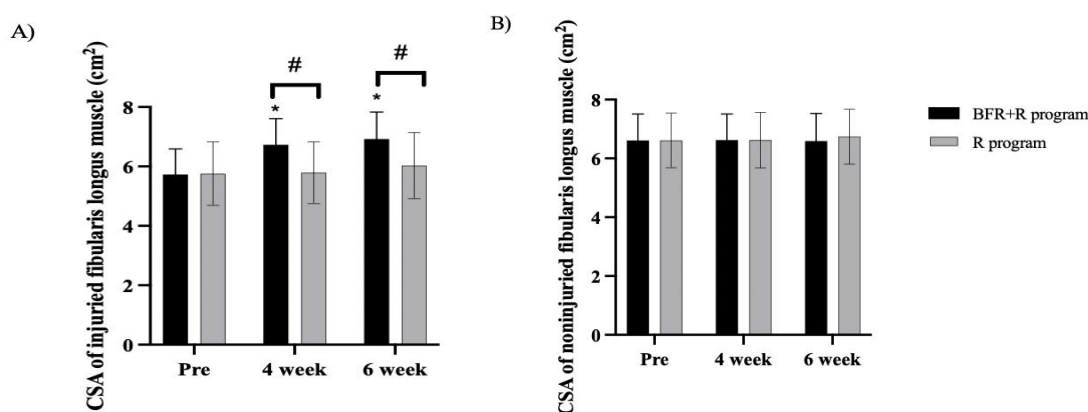 A)
CSA of injuried fibularis longus muscle (cm²)
8
6
4
2
0
#
#
*
*
Pre
4 week
6 week
B)
CSA of noninjuried fibularis longus muscle (cm²)
8
6
4
2
0
Pre
4 week
6 week
BFR+R program
R program